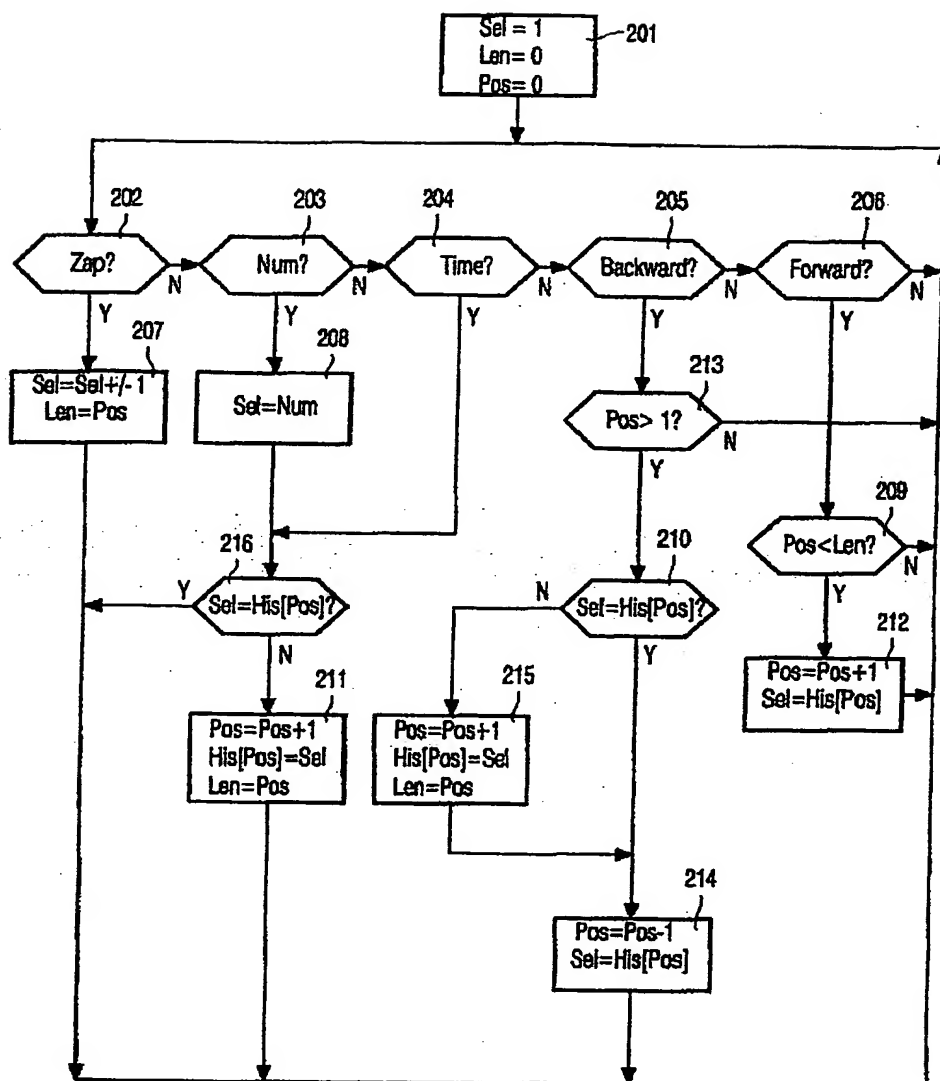 Sel = 1
Len= 0
Pos= 0
201
202
203
204
205
206
Zap?
N
Num?
N
Time?
N
Backward?
N
Forward?
N
Y
Y
Y
Y
Y
207
208
213
Sel=Sel+/-1
Len=Pos
Sel=Num
Pos> 1?
N
Y
209
Pos<Len?
N
Y
216
210
Y
Sel=His[Pos]?
N
N
Sel=His[Pos]?
Y
212
Pos=Pos+1
Sel=His[Pos]
211
215
Pos=Pos+1
His[Pos]=Sel
Len=Pos
Pos=Pos+1
His[Pos]=Sel
Len=Pos
214
Pos=Pos-1
Sel=His[Pos]